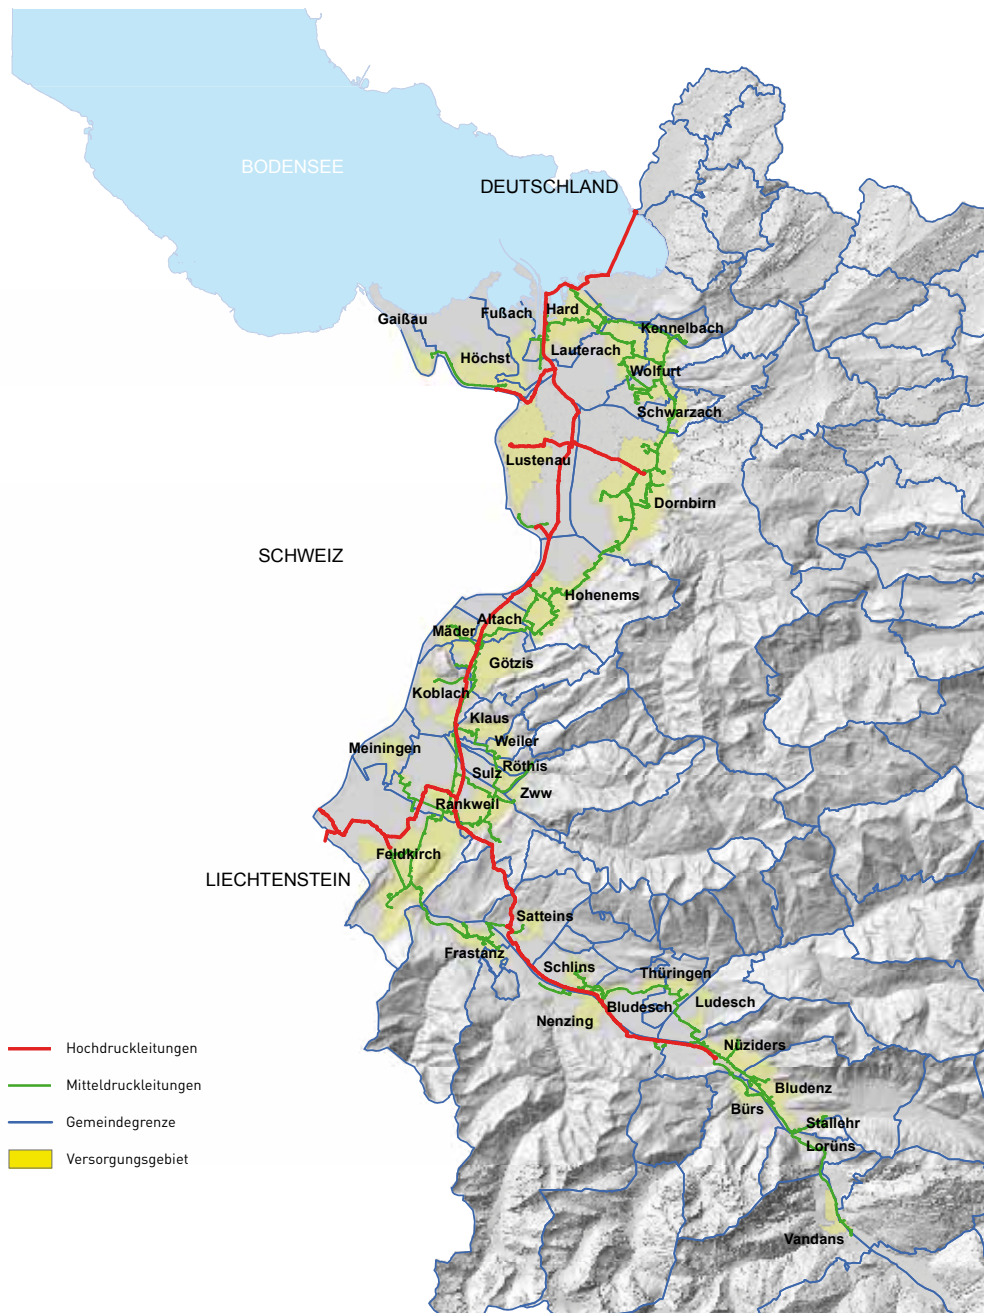 BODENSEE
DEUTSCHLAND
Gaißau
Fußach
Hard
Kennelbach
Höchst
Lauterach
Wolfurt
Schwarzach
Lustenau
Dornbirn
SCHWEIZ
Hohenems
Altach
Mäder
Götzis
Koblach
Klaus
Weiler
Meiningen
Röthis
Sulz
Zww
Rankweil
Feldkirch
LIECHTENSTEIN
Satteins
Frastanz
Schlins
Thüringen
Ludesch
Bludesch
Nenzing
Nüziders
Bludenz
Bürs
Stallehr
Lorüns
Vandans
Hochdruckleitungen
Mitteldruckleitungen
Gemeindegrenze
Versorgungsgebiet